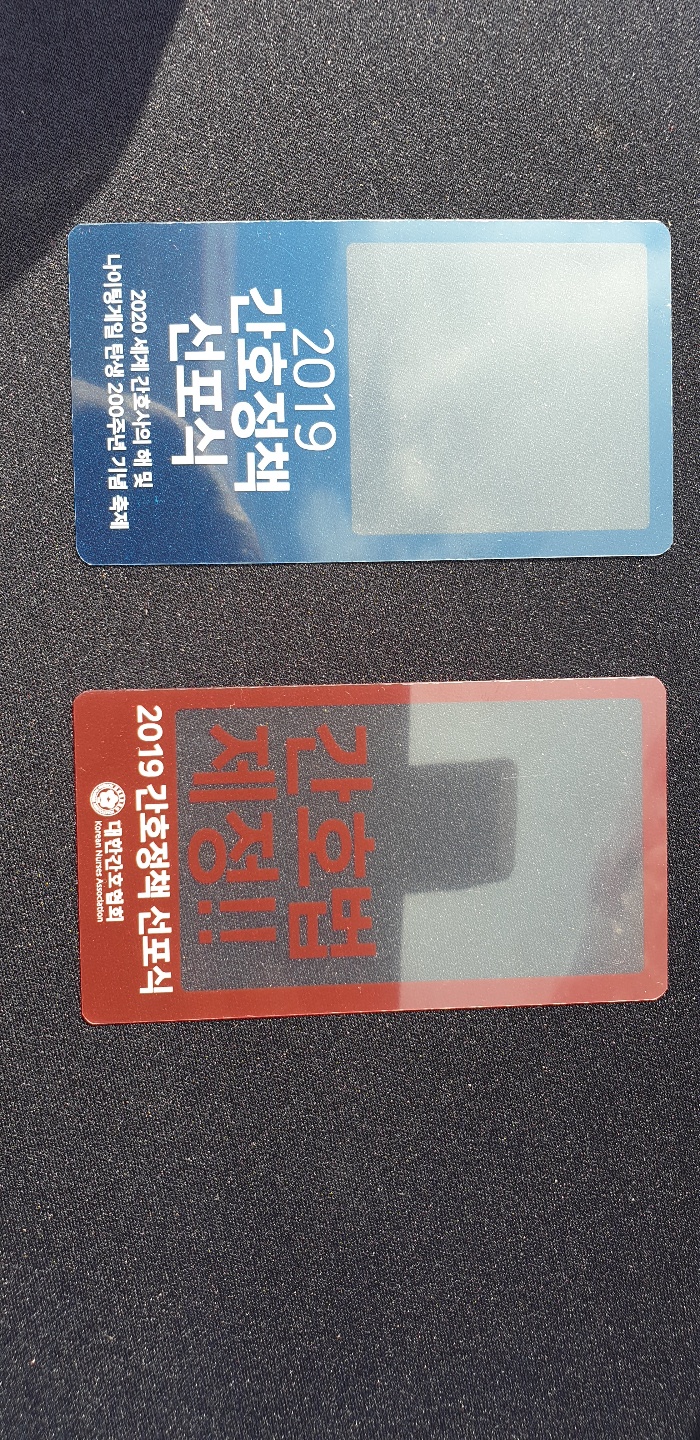 2019
간호정책
선포식
2020 세계 간호사의 해 및
나이팅게일 탄생 200주년 기념 축제
간호법
제정!!
2019 간호정책 선포식
대한간호협회
Korean Nurses Association